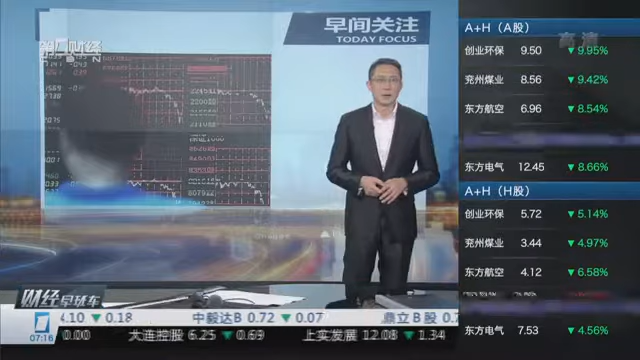 第一财经
早间关注
TODAY FOCUS
高清
A+H（A股）
创业环保 9.50 ▼9.95%
兖州煤业 8.56 ▼9.42%
东方航空 6.96 ▼8.54%
东方电气 12.45 ▼8.66%
A+H（H股）
创业环保 5.72 ▼5.14%
兖州煤业 3.44 ▼4.97%
东方航空 4.12 ▼6.58%
东方电气 7.53 ▼4.56%
财经早班车
4.10 ▼0.18 中毅达B 0.72 ▼0.07 鼎立B股
07:16
0.00 大连控股 6.25 ▼0.69 上实发展 12.08 ▼1.34